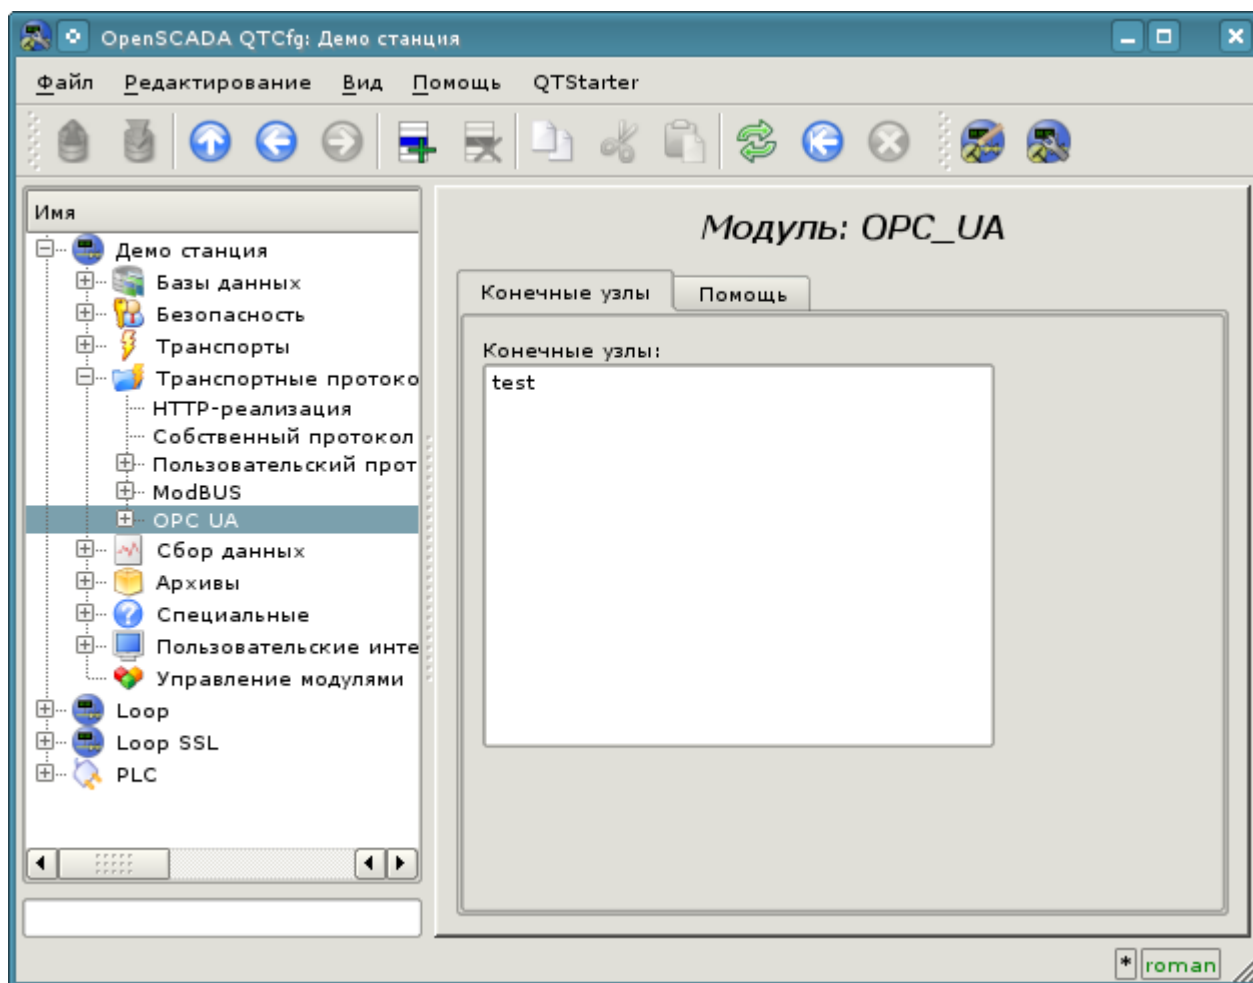 OpenSCADA QTCfg: Демо станция
Файл Редактирование Вид Помощь QTStarter
Имя
Демо станция
Базы данных
Безопасность
Транспорты
Транспортные протоко
HTTP-реализация
Собственный протокол
Пользовательский прот
ModBUS
OPC UA
Сбор данных
Архивы
Специальные
Пользовательские инте
Управление модулями
Loop
Loop SSL
PLC
Модуль: OPC_UA
Конечные узлы Помощь
Конечные узлы:
test
* roman